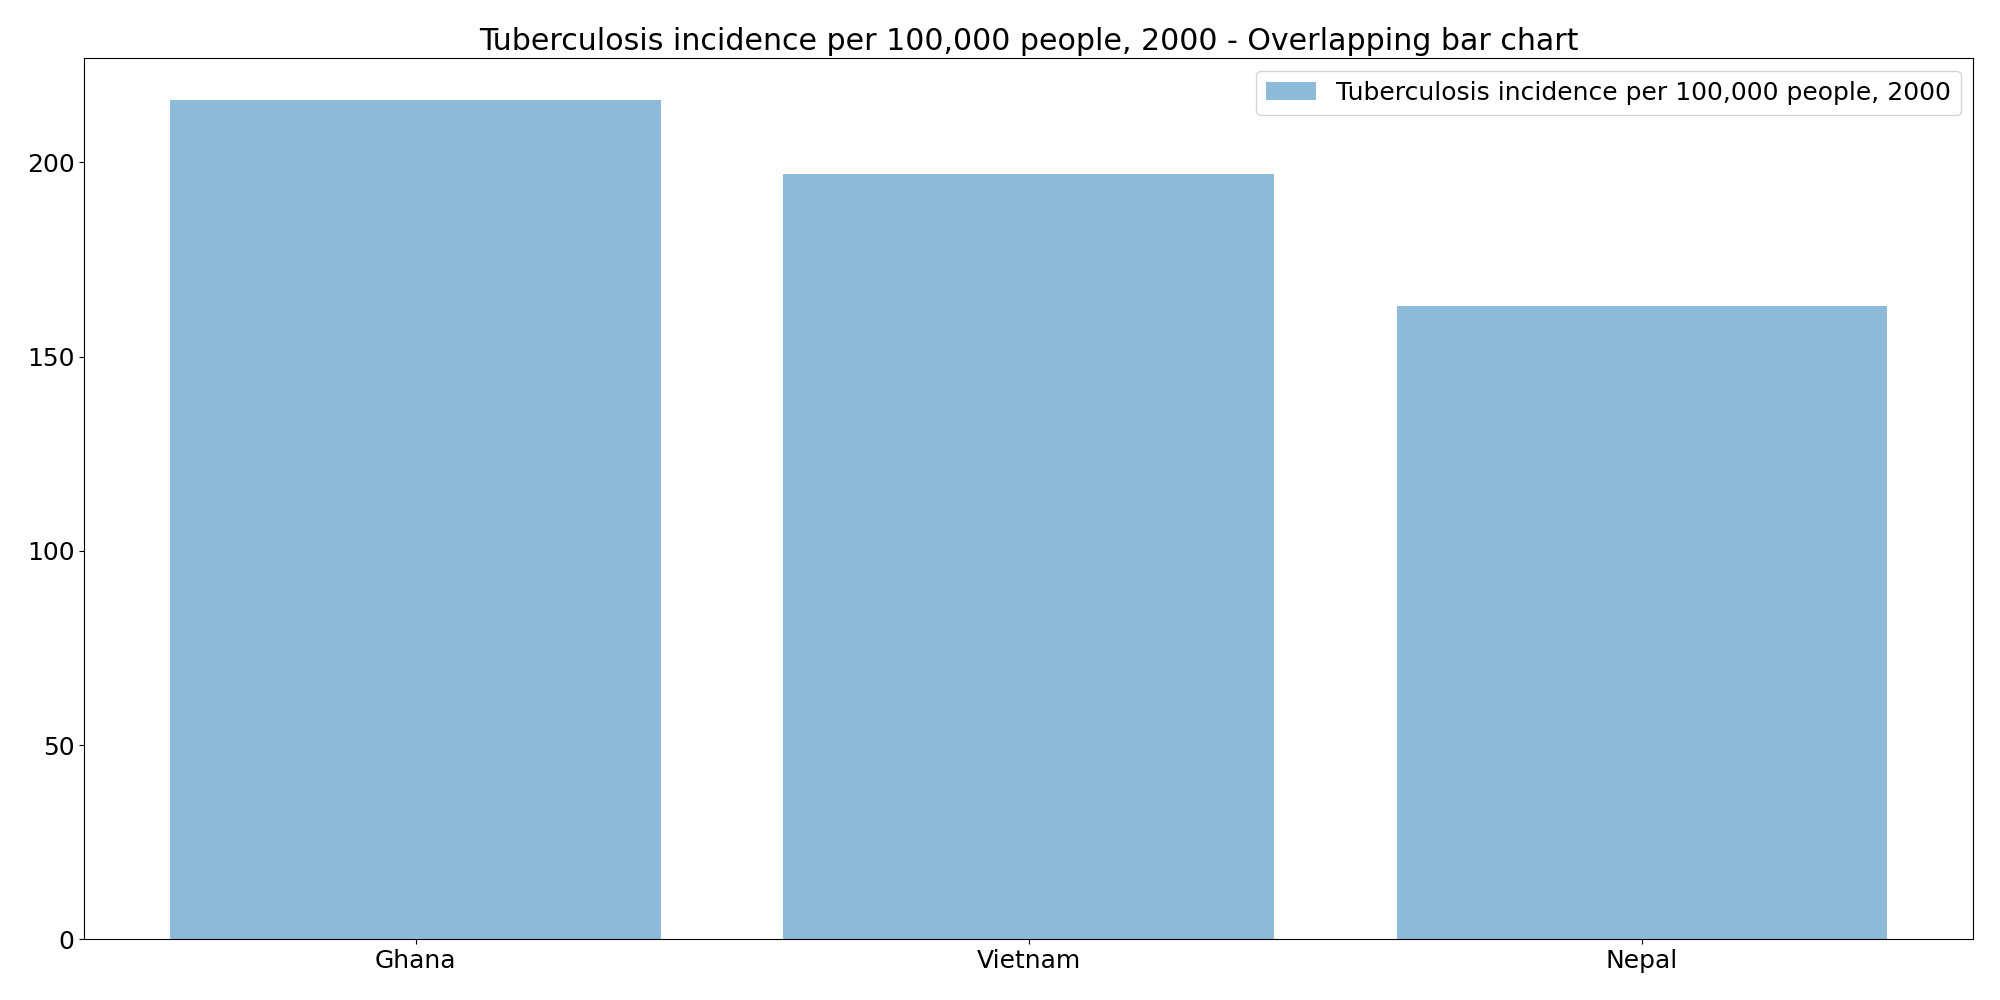 Tuberculosis incidence per 100,000 people, 2000 - Overlapping bar chart
Tuberculosis incidence per 100,000 people, 2000
200
150
100
50
0
Ghana Vietnam Nepal